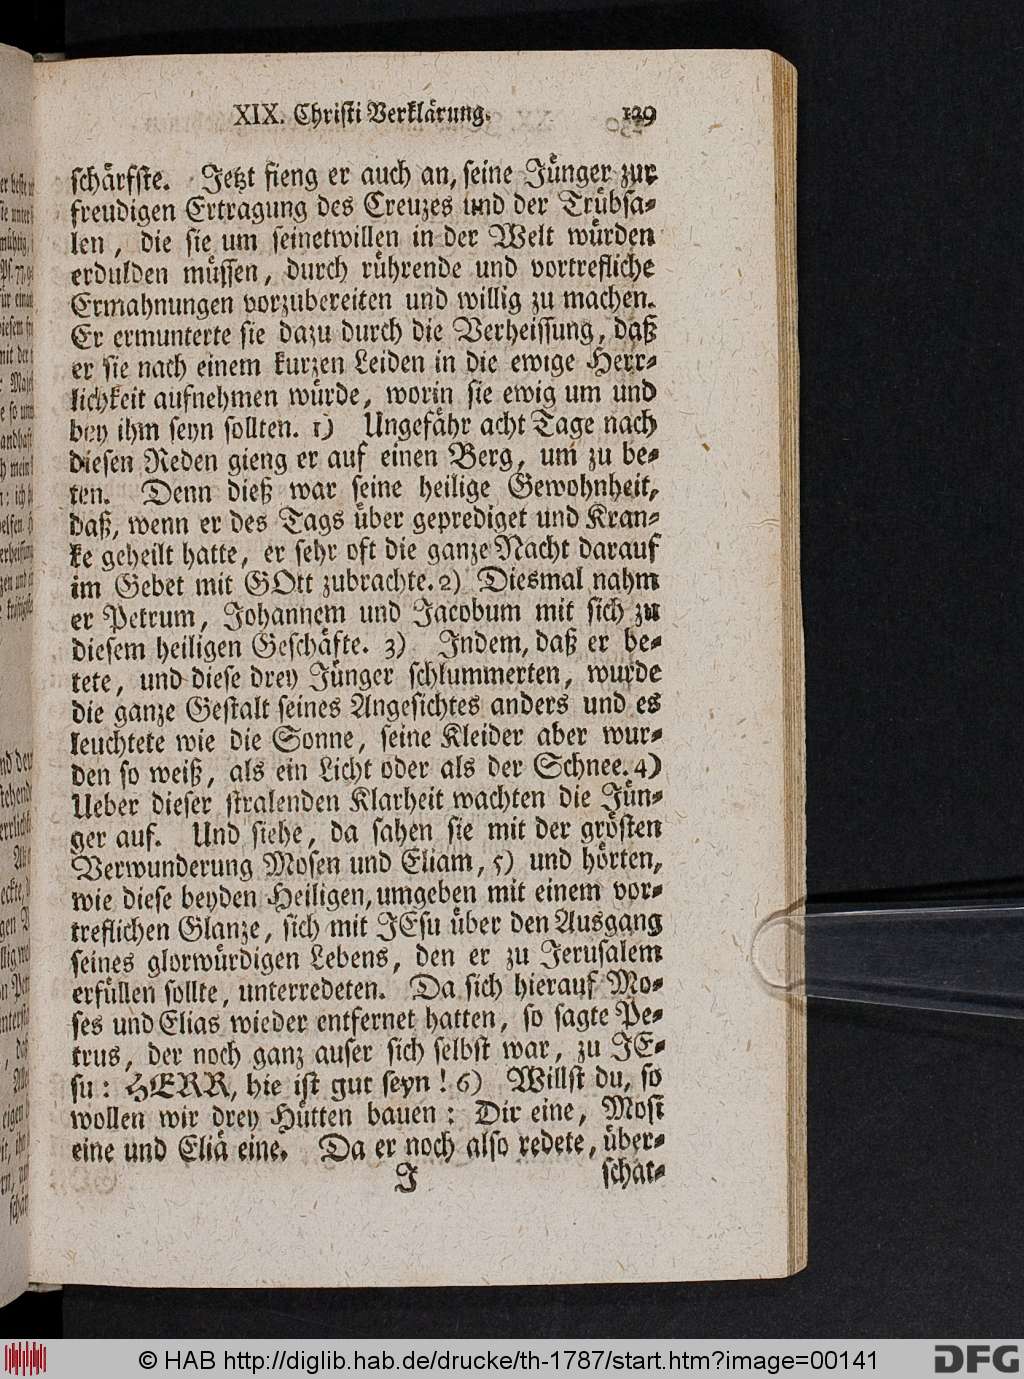 XIX. Christi Verklärung. 129
schärfste. Jetzt fieng er auch an, seine Jünger zur
freudigen Ertragung des Creuzes und der Trübsa-
len, die sie um seinetwillen in der Welt würden
erdulden müssen, durch rührende und vortrefliche
Ermahnungen vorzubereiten und willig zu machen.
Er ermunterte sie dazu durch die Verheissung, daß
er sie nach einem kurzen Leiden in die ewige Herr-
lichkeit aufnehmen würde, worin sie ewig um und
bey ihm seyn sollten. 1) Ungefähr acht Tage nach
diesen Reden gieng er auf einen Berg, um zu be-
ten. Denn dieß war seine heilige Gewohnheit,
daß, wenn er des Tags über geprediget und Kran-
ke geheilt hatte, er sehr oft die ganze Nacht darauf
im Gebet mit GOtt zubrachte. 2) Diesmal nahm
er Petrum, Johannem und Jacobum mit sich zu
diesem heiligen Geschäfte. 3) Indem, daß er be-
tete, und diese drey Jünger schlummerten, wurde
die ganze Gestalt seines Angesichtes anders und es
leuchtete wie die Sonne, seine Kleider aber wur-
den so weiß, als ein Licht oder als der Schnee. 4)
Ueber dieser stralenden Klarheit wachten die Jün-
ger auf. Und siehe, da sahen sie mit der grösten
Verwunderung Mosen und Eliam, 5) und hörten,
wie diese beyden Heiligen, umgeben mit einem vor-
treflichen Glanze, sich mit JEsu über den Ausgang
seines glorwürdigen Lebens, den er zu Jerusalem
erfüllen sollte, unterredeten. Da sich hierauf Mo-
ses und Elias wieder entfernet hatten, so sagte Pe-
trus, der noch ganz auser sich selbst war, zu JE-
su: HERR, hie ist gut seyn! 6) Willst du, so
wollen wir drey Hütten bauen: Dir eine, Mosi
eine und Eliä eine. Da er noch also redete, über-
J schat-
© HAB http://diglib.hab.de/drucke/th-1787/start.htm?image=00141
DFG